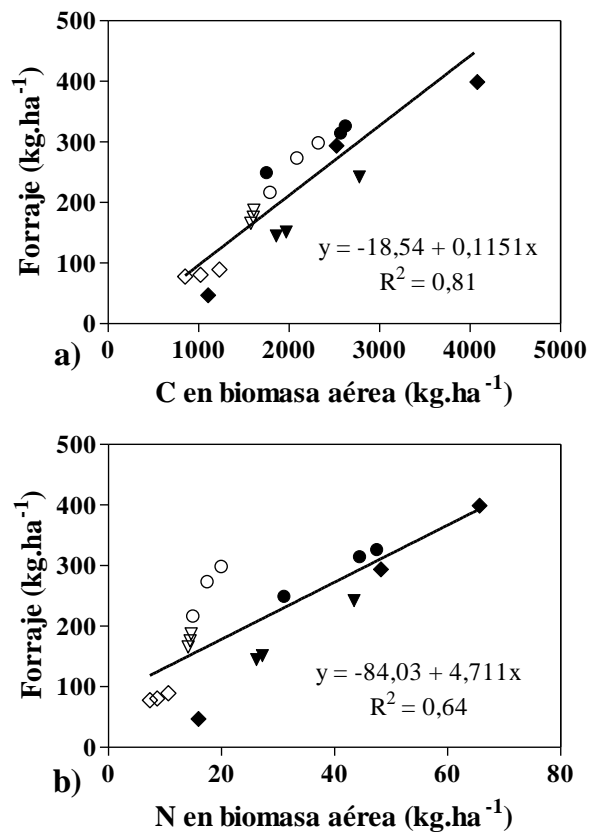 500
400
300
200
100
0
Forraje (kg.ha-1)
y = -18,54 + 0,1151x
R2 = 0,81
0 1000 2000 3000 4000 5000
a)
C en biomasa aérea (kg.ha-1)
500
400
300
200
100
0
Forraje (kg.ha-1)
y = -84,03 + 4,711x
R2 = 0,64
0 20 40 60 80
b)
N en biomasa aérea (kg.ha-1)